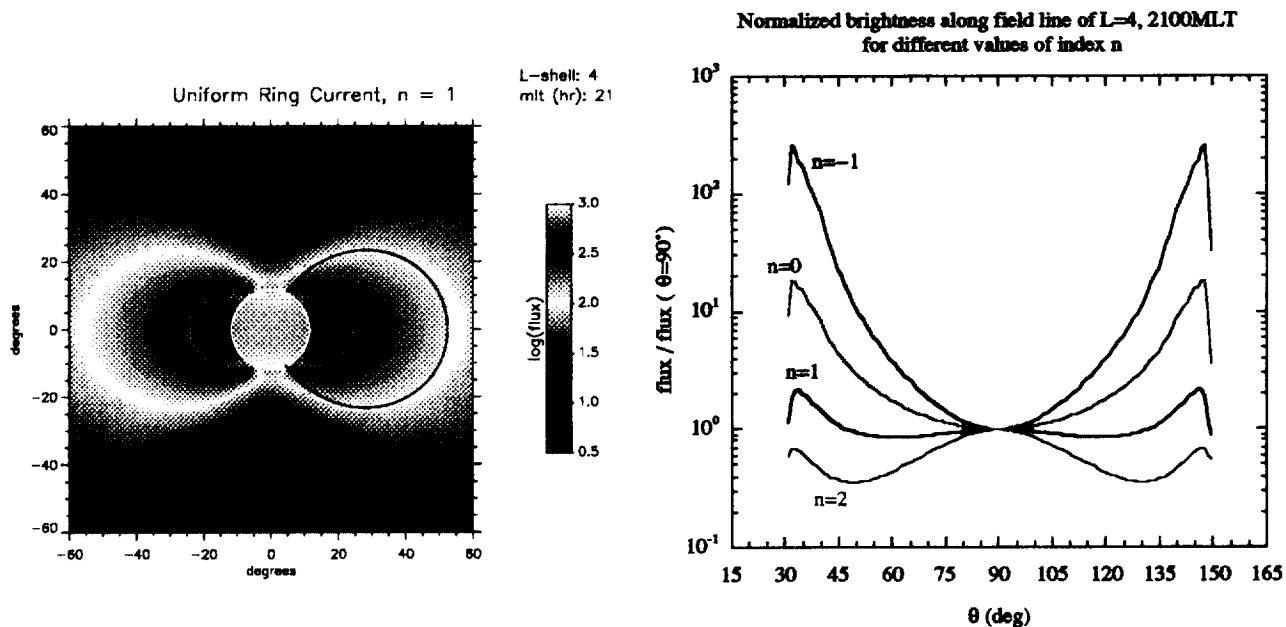 L-shell: 4
mlt (hr): 21
Uniform Ring Current, n = 1
60
40
20
0
-20
-40
-60
degrees
-60 -40 -20 0 20 40 60
degrees
3.0
2.5
2.0
1.5
1.0
0.5
log(flux)
Normalized brightness along field line of L=4, 2100MLT
for different values of index n
10³
10²
10¹
10⁰
10⁻¹
flux / flux ( θ=90°)
n=-1
n=0
n=1
n=2
15 30 45 60 75 90 105 120 135 150 165
θ (deg)